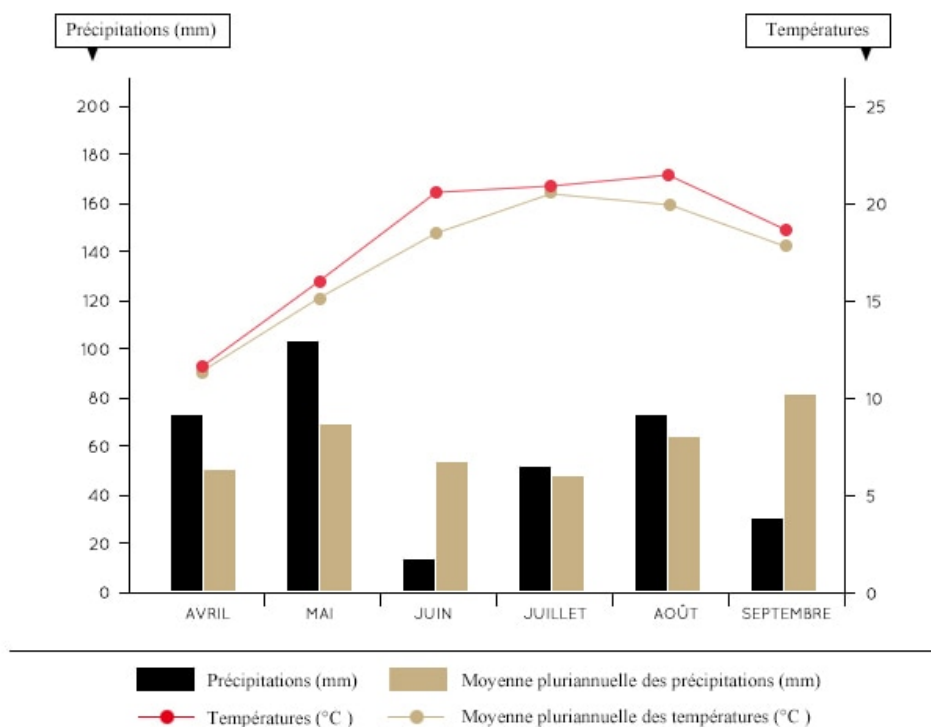 Précipitations (mm) Températures
200 25
180
160 20
140
120 15
100
80 10
60
40 5
20
0 0
AVRIL MAI JUIN JUILLET AOÛT SEPTEMBRE
Précipitations (mm) Moyenne pluriannuelle des précipitations (mm)
Températures (°C ) Moyenne pluriannuelle des températures (°C )